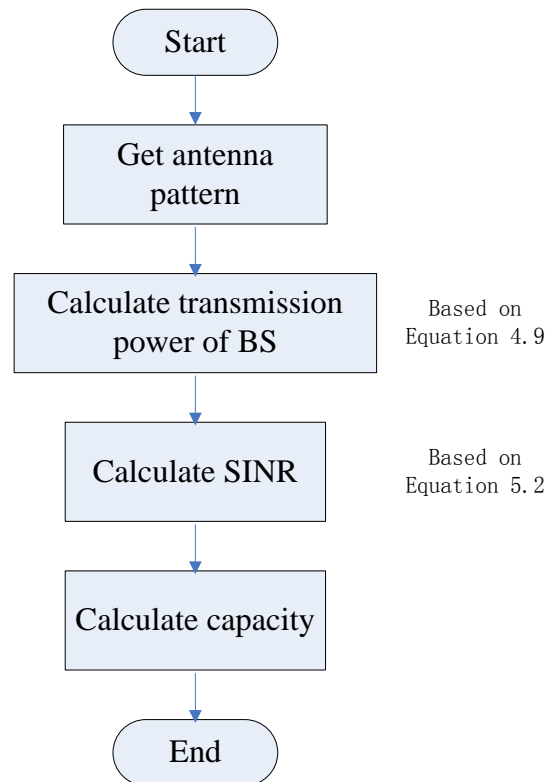 Start
Get antenna
pattern
Calculate transmission
power of BS
Based on
Equation 4.9
Calculate SINR
Based on
Equation 5.2
Calculate capacity
End